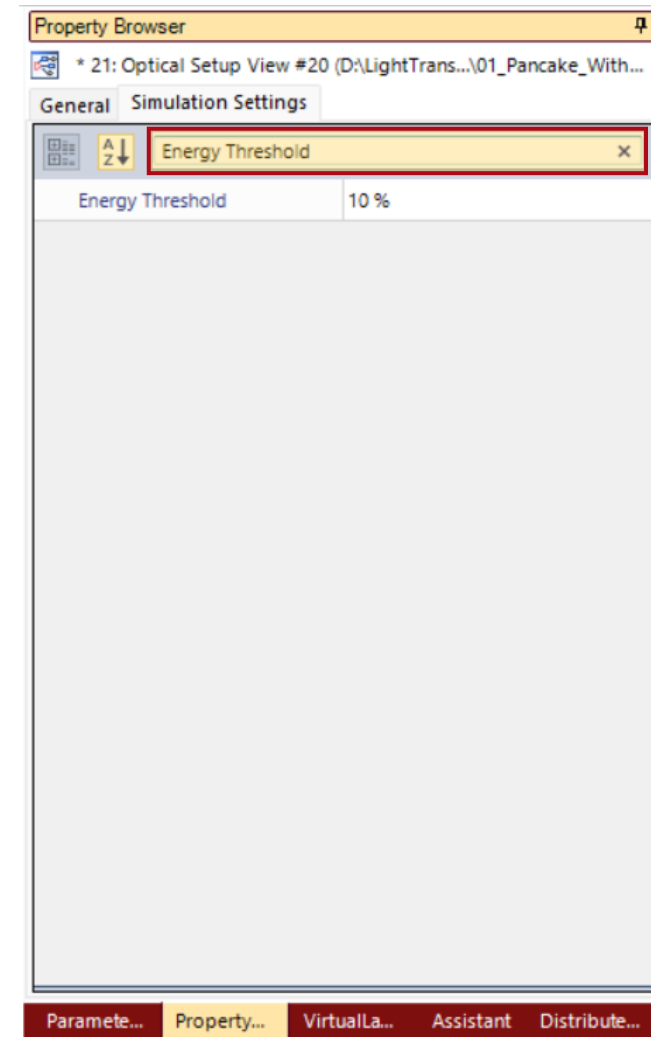 Property Browser
* 21: Optical Setup View #20 (D:\LightTrans...\01_Pancake_With...
General Simulation Settings
A Z Energy Threshold ×
Energy Threshold 10 %
Paramete... Property... VirtualLa... Assistant Distribute...